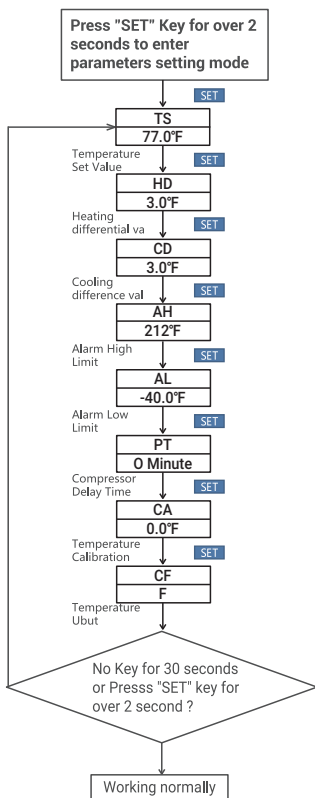 Press "SET" Key for over 2
seconds to enter
parameters setting mode
SET
TS
77.0°F
Temperature
Set Value
SET
HD
3.0°F
Heating
differential va
SET
CD
3.0°F
Cooling
difference val
SET
AH
212°F
Alarm High
Limit
SET
AL
-40.0°F
Alarm Low
Limit
SET
PT
O Minute
Compressor
Delay Time
SET
CA
0.0°F
Temperature
Calibration
SET
CF
F
Temperature
Ubut
No Key for 30 seconds
or Presss "SET" key for
over 2 second ?
Working normally